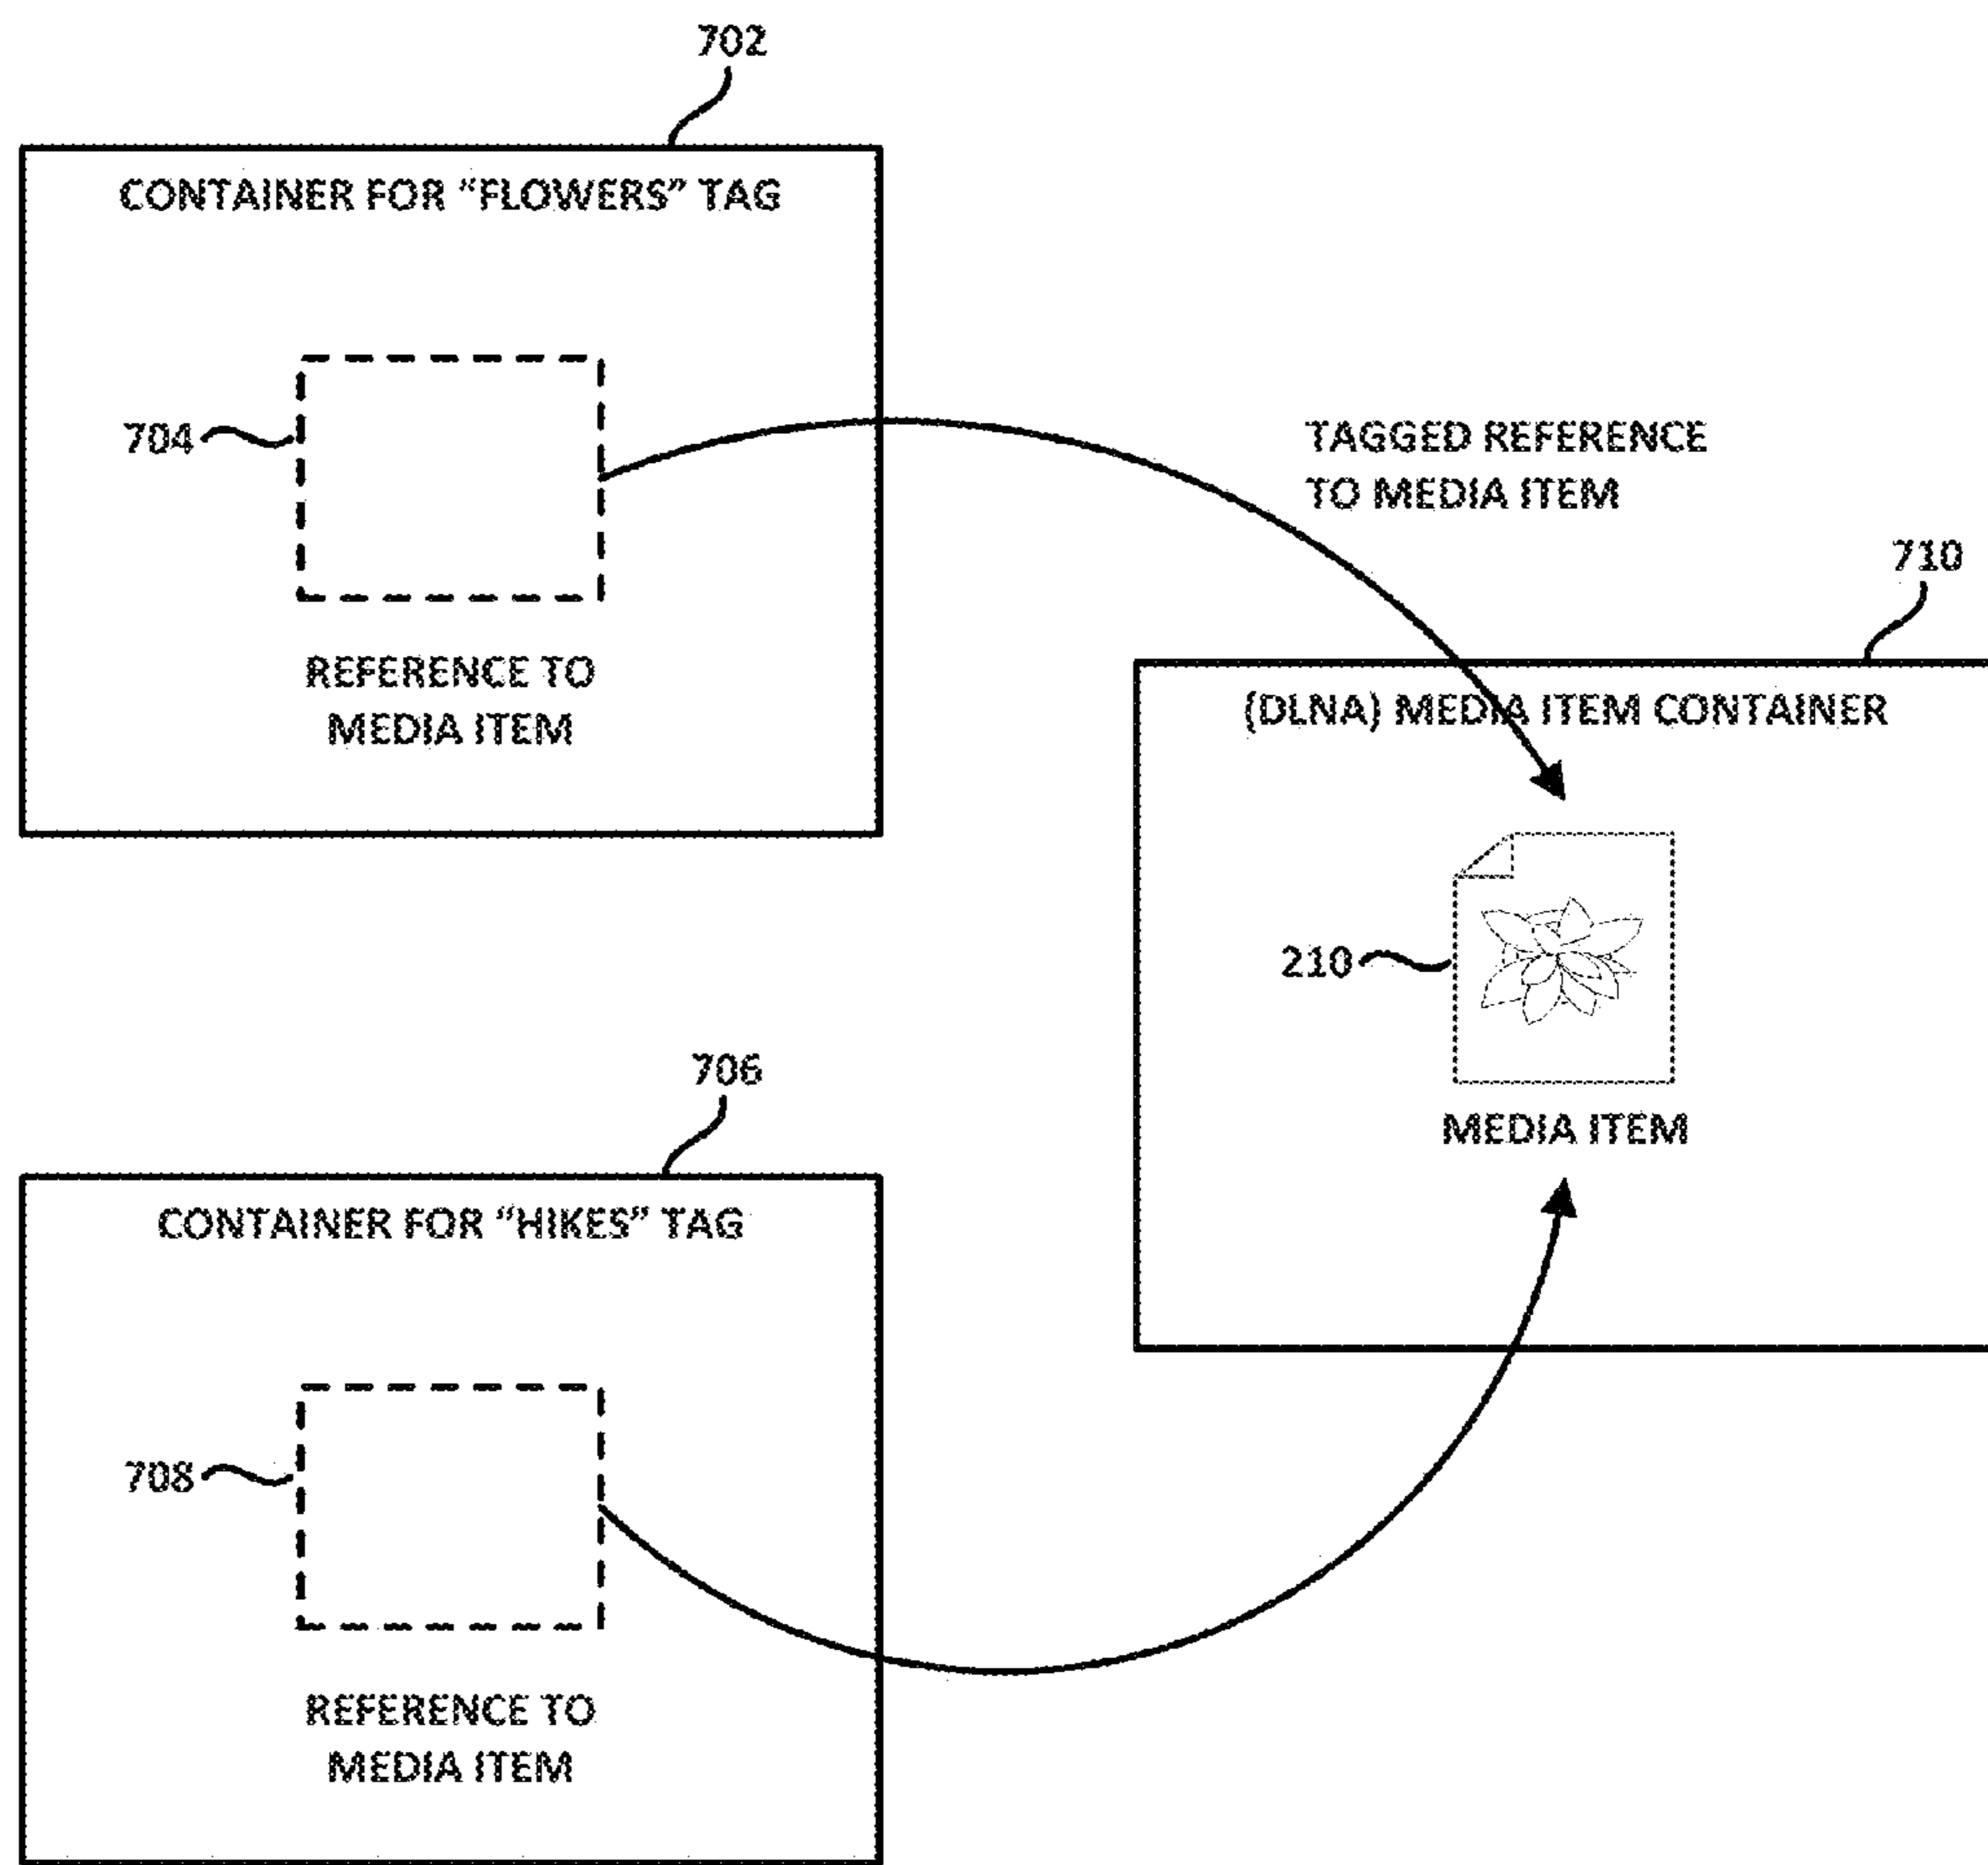 702
CONTAINER FOR “FLOWERS” TAG
704
REFERENCE TO
MEDIA ITEM
TAGGED REFERENCE
TO MEDIA ITEM
710
(DLNA) MEDIA ITEM CONTAINER
210
MEDIA ITEM
706
CONTAINER FOR “HIKES” TAG
708
REFERENCE TO
MEDIA ITEM